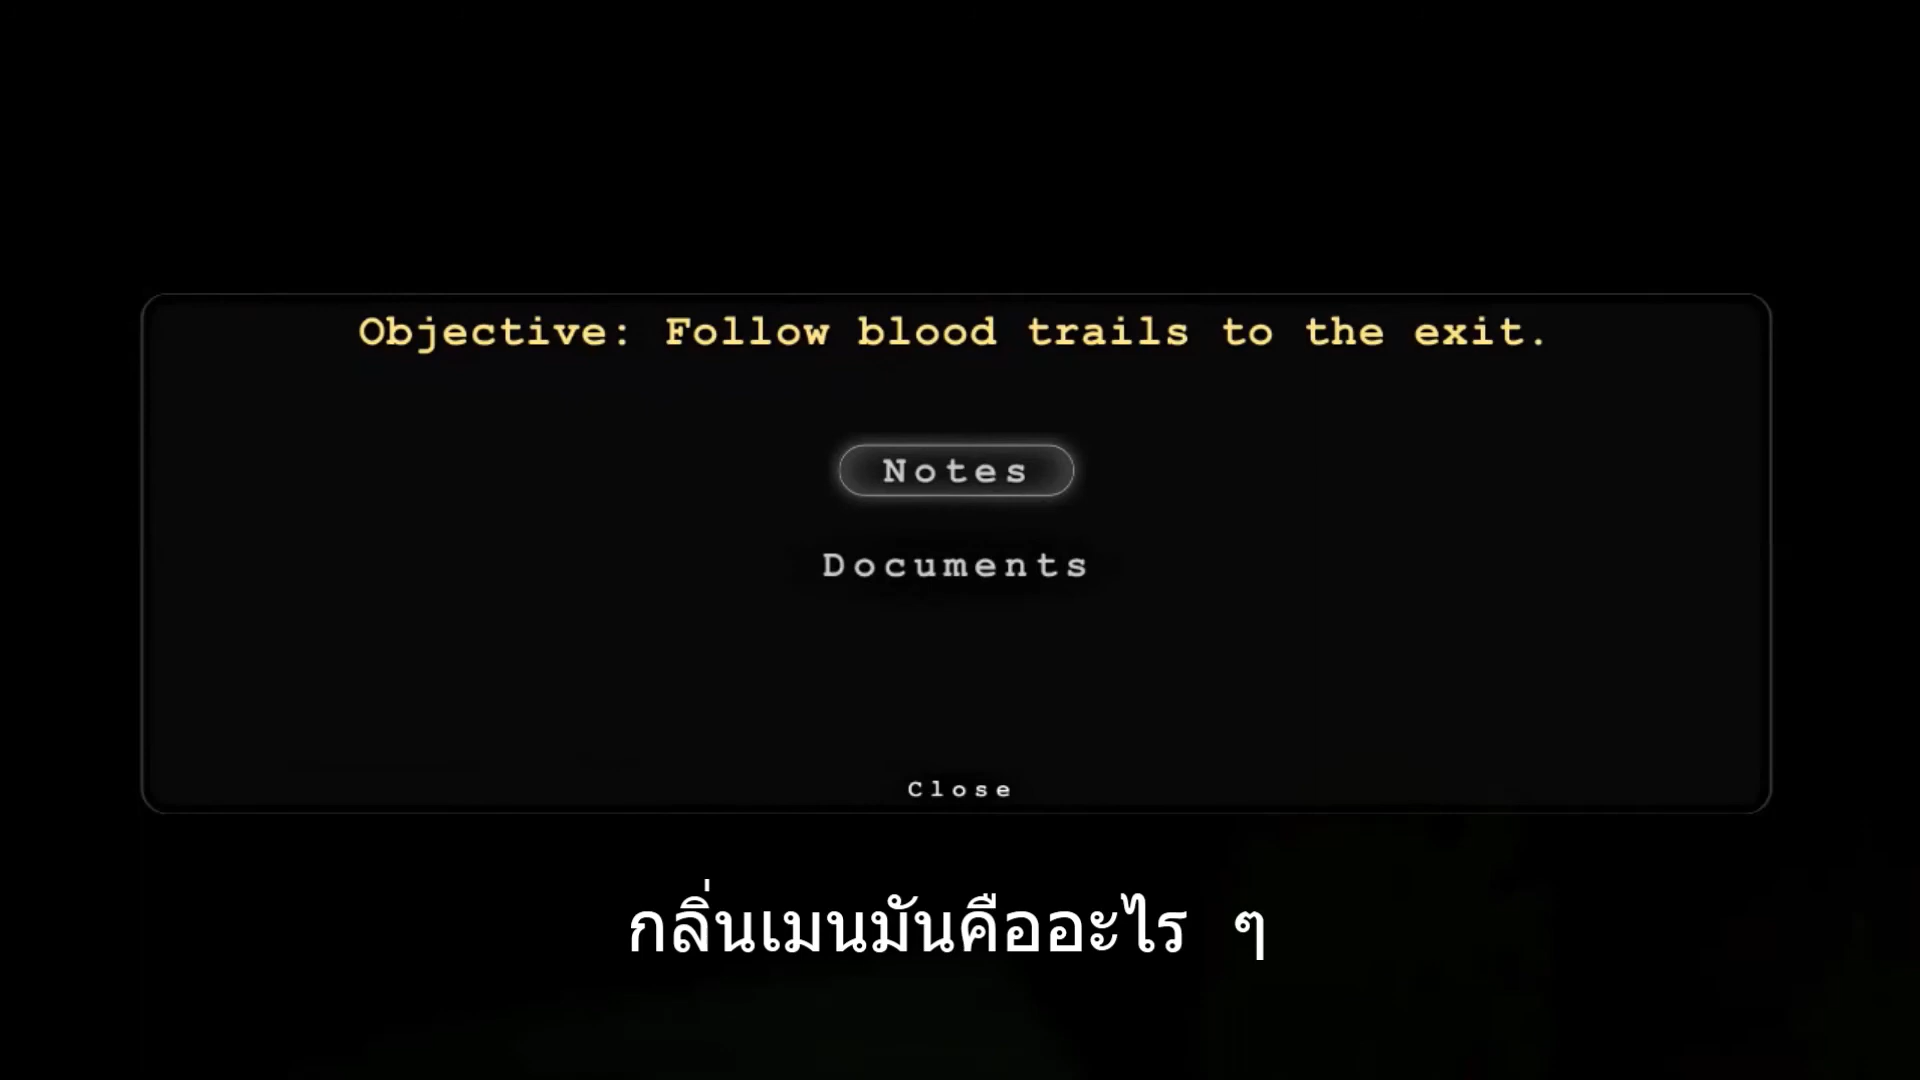 Objective: Follow blood trails to the exit.
Notes
Documents
Close
กลิ่นเมนมันคืออะไร ๆ